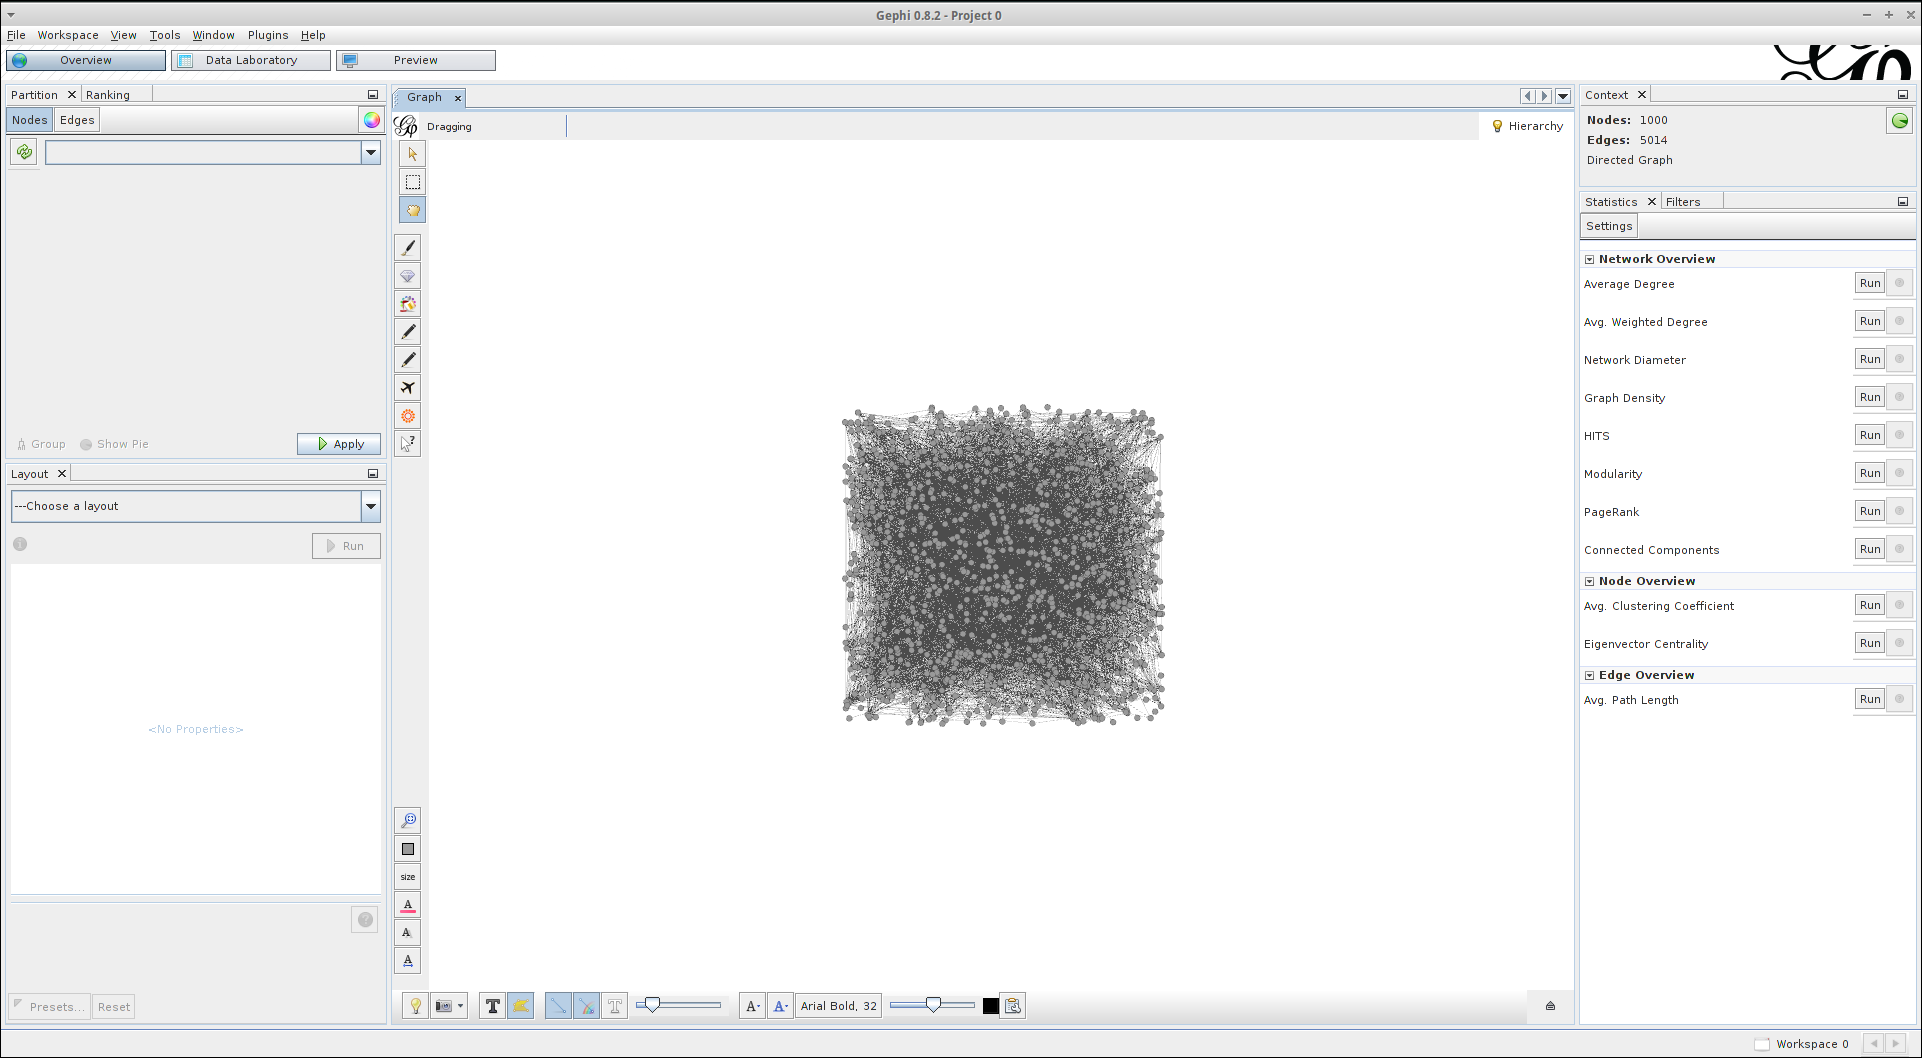 Gephi 0.8.2 - Project 0
File Workspace View Tools Window Plugins Help
Overview Data Laboratory Preview
Partition Ranking
Nodes Edges
Group Show Pie Apply
Layout
---Choose a layout
Run
<No Properties>
Presets... Reset
Graph
Dragging
Hierarchy
size
A
A
A
T T A A Arial Bold, 32
Context
Nodes: 1000
Edges: 5014
Directed Graph
Statistics Filters
Settings
Network Overview
Average Degree Run
Avg. Weighted Degree Run
Network Diameter Run
Graph Density Run
HITS Run
Modularity Run
PageRank Run
Connected Components Run
Node Overview
Avg. Clustering Coefficient Run
Eigenvector Centrality Run
Edge Overview
Avg. Path Length Run
Workspace 0